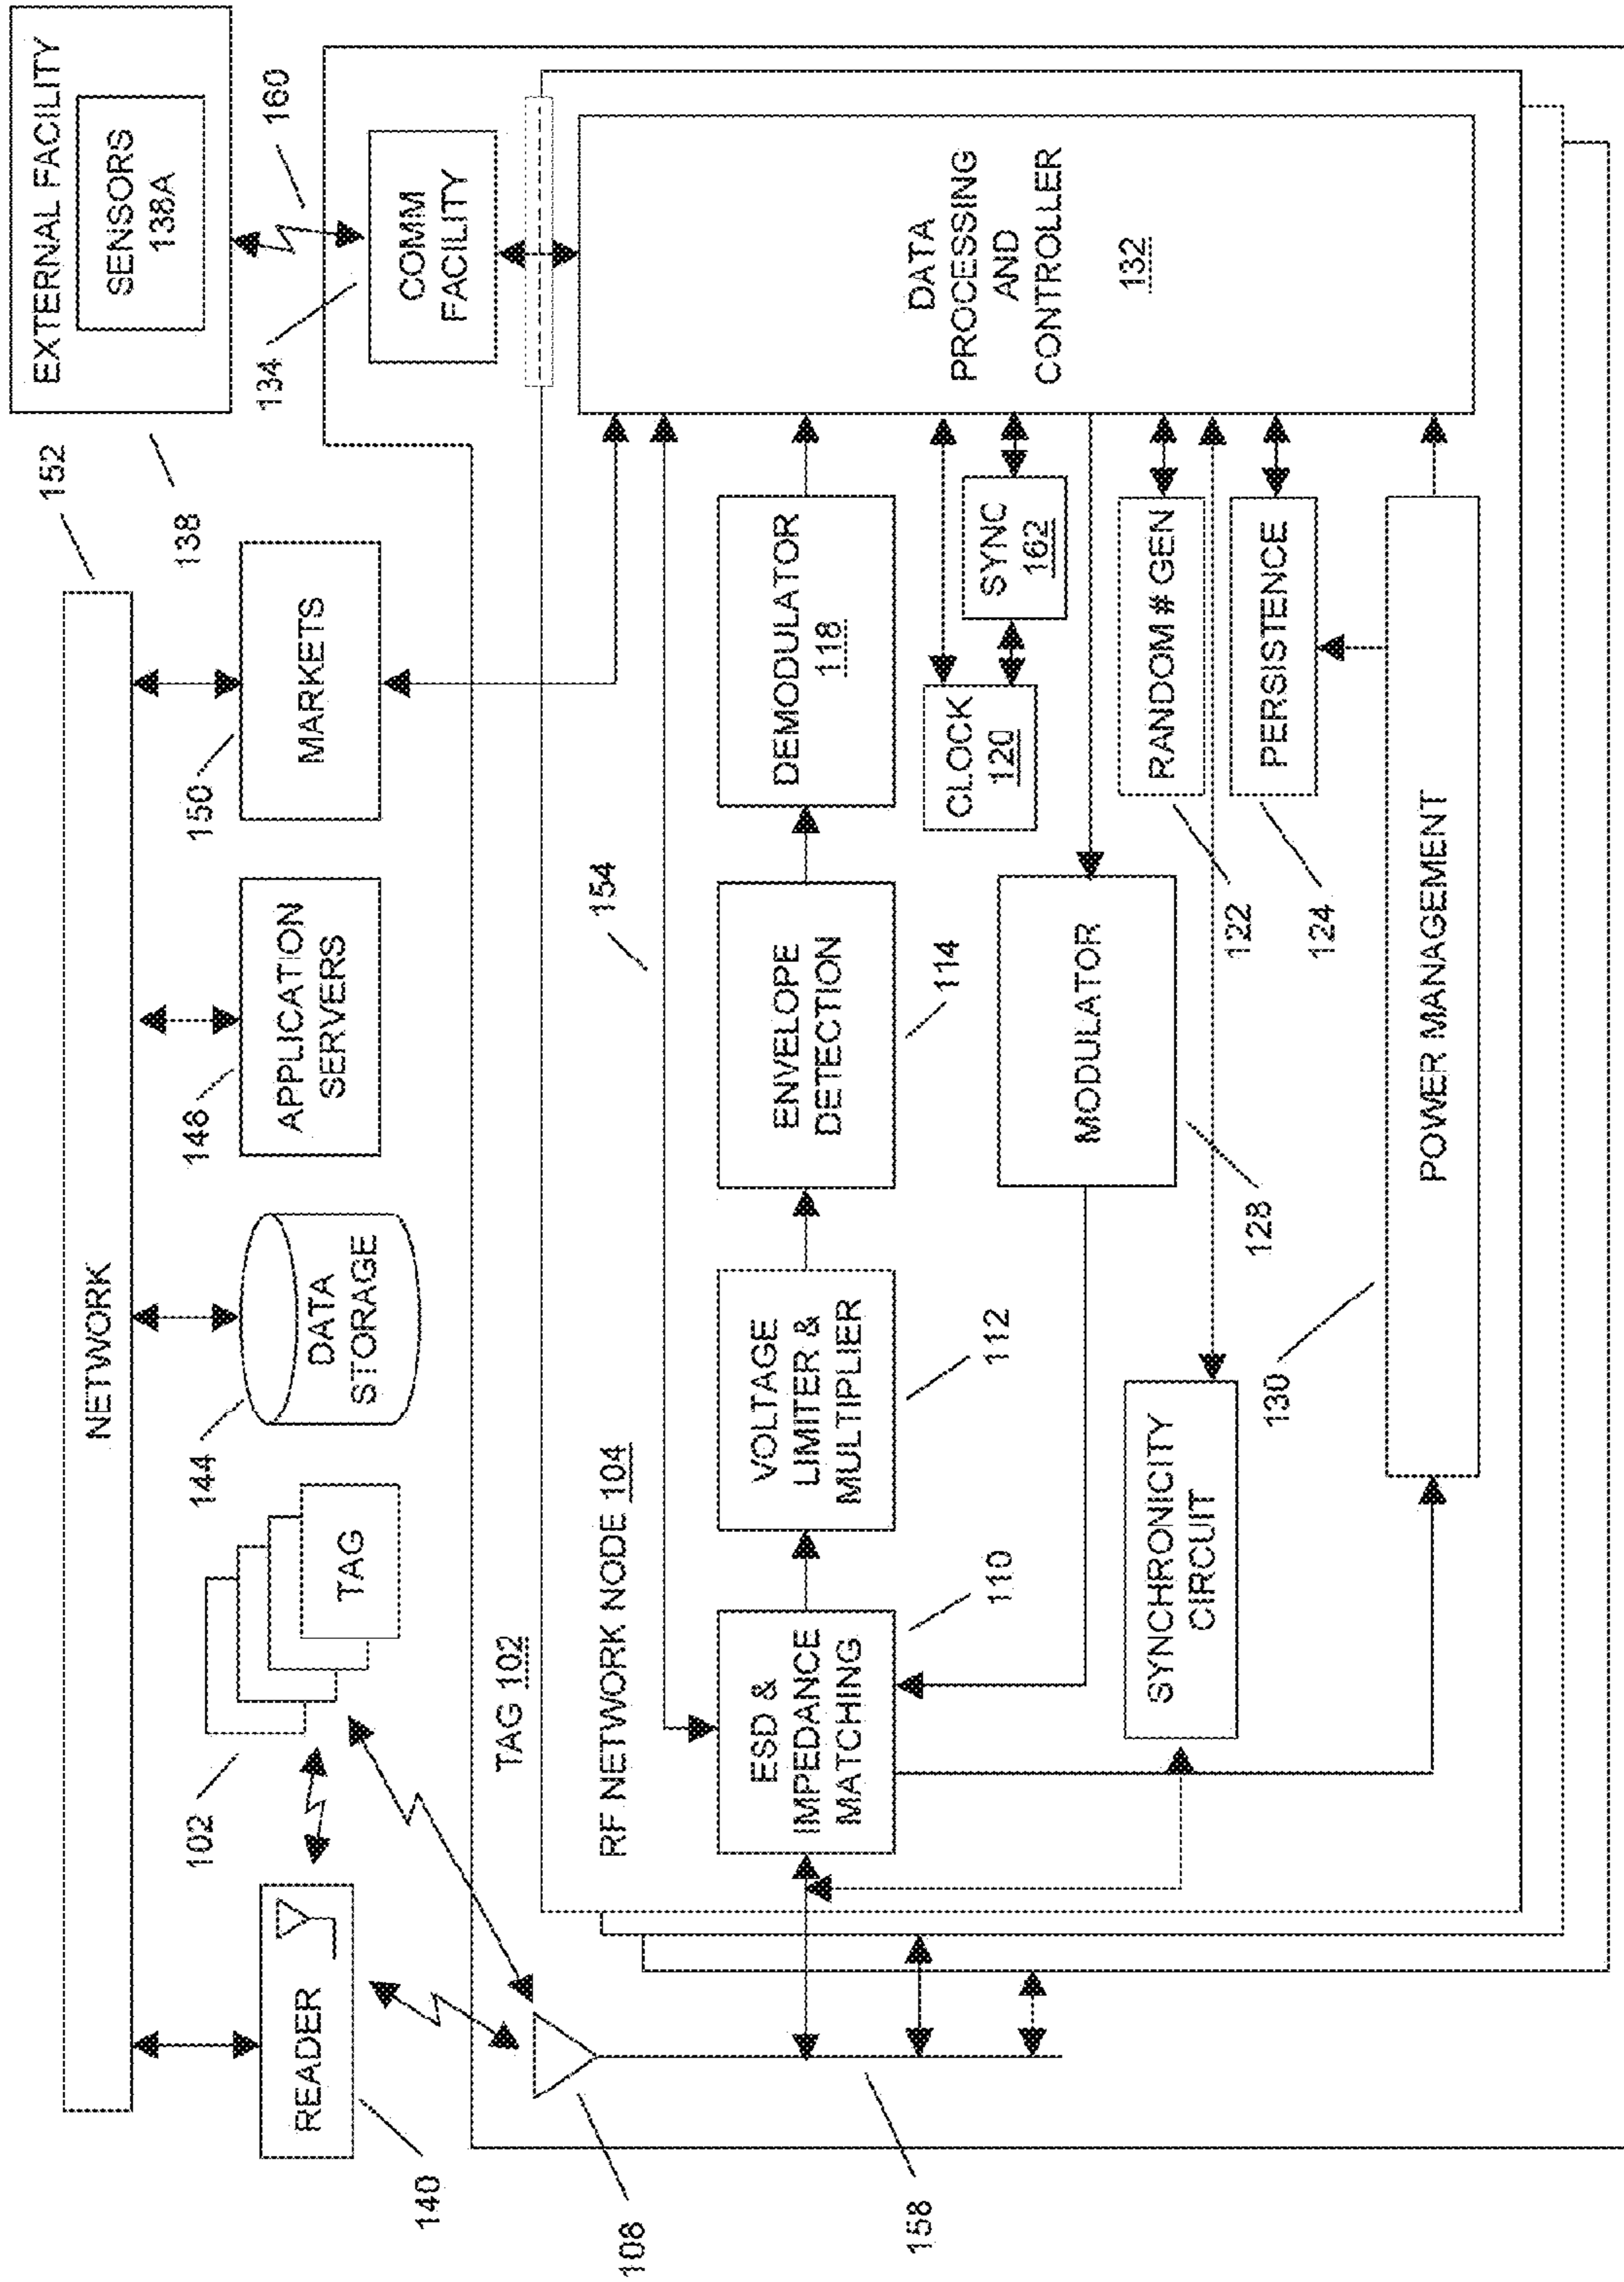 NETWORK
152
EXTERNAL FACILITY
SENSORS
138A
138
160
READER
140
102
TAG
144
DATA
STORAGE
148
APPLICATION
SERVERS
150
MARKETS
134
COMM
FACILITY
TAG 102
108
158
RF NETWORK NODE 104
154
ESD &
IMPEDANCE
MATCHING
110
VOLTAGE
LIMITER &
MULTIPLIER
112
ENVELOPE
DETECTION
114
DEMODULATOR
118
CLOCK
120
SYNC
162
DATA
PROCESSING
AND
CONTROLLER
132
MODULATOR
128
RANDOM # GEN
122
SYNCHRONICITY
CIRCUIT
PERSISTENCE
124
130
POWER MANAGEMENT